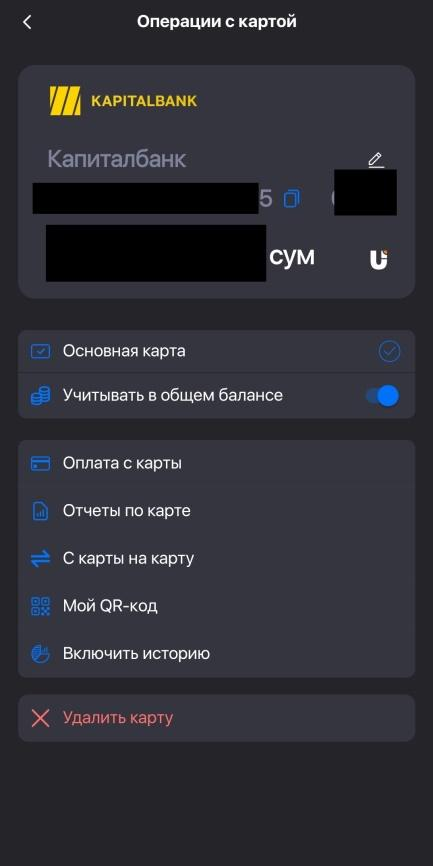 Операции с картой
KAPITALBANK
Капиталбанк
5
сум
Основная карта
Учитывать в общем балансе
Оплата с карты
Отчеты по карте
С карты на карту
Мой QR-код
Включить историю
Удалить карту